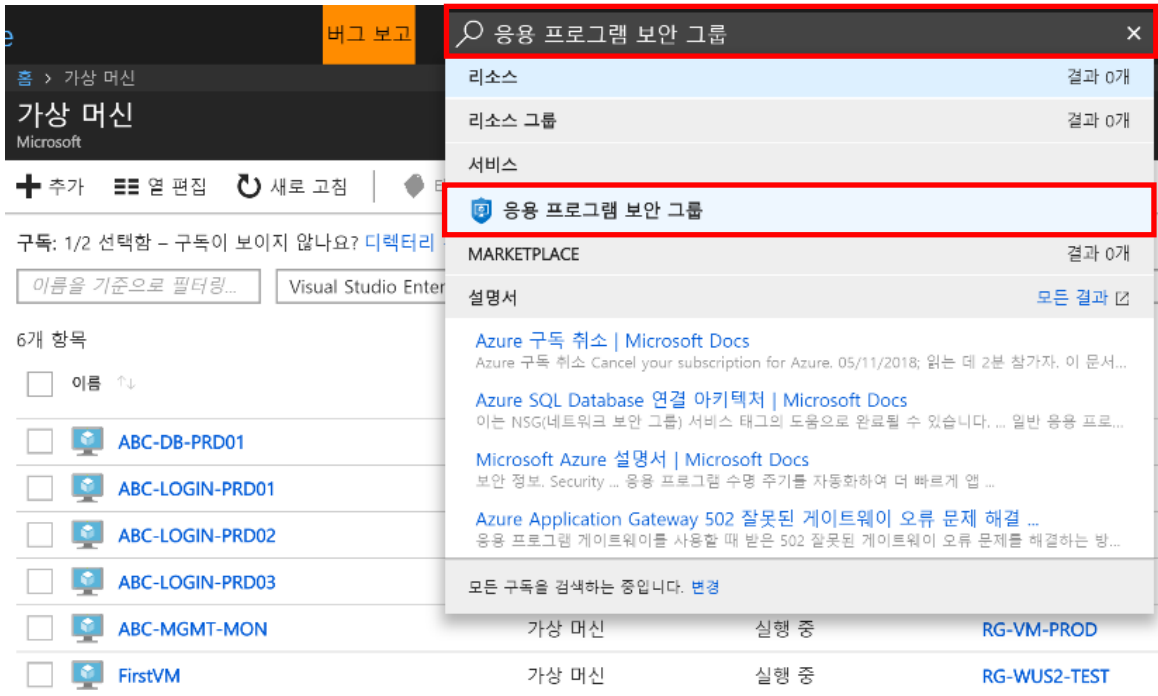 버그 보고
응용 프로그램 보안 그룹
홈 > 가상 머신
가상 머신
Microsoft
추가 열 편집 새로 고침
구독: 1/2 선택함 – 구독이 보이지 않나요? 디렉터리
이름을 기준으로 필터링...
Visual Studio Enter
6개 항목
이름
ABC-DB-PRD01
ABC-LOGIN-PRD01
ABC-LOGIN-PRD02
ABC-LOGIN-PRD03
ABC-MGMT-MON 가상 머신 실행 중 RG-VM-PROD
FirstVM 가상 머신 실행 중 RG-WUS2-TEST
리소스 결과 0개
리소스 그룹 결과 0개
서비스
응용 프로그램 보안 그룹
MARKETPLACE 결과 0개
설명서 모든 결과
Azure 구독 취소 | Microsoft Docs
Azure 구독 취소 Cancel your subscription for Azure. 05/11/2018; 읽는 데 2분 참가자. 이 문서...
Azure SQL Database 연결 아키텍처 | Microsoft Docs
이는 NSG(네트워크 보안 그룹) 서비스 태그의 도움으로 완료될 수 있습니다. ... 일반 응용 프로...
Microsoft Azure 설명서 | Microsoft Docs
보안 정보. Security ... 응용 프로그램 수명 주기를 자동화하여 더 빠르게 앱 ...
Azure Application Gateway 502 잘못된 게이트웨이 오류 문제 해결 ...
응용 프로그램 게이트웨이를 사용할 때 받은 502 잘못된 게이트웨이 오류 문제를 해결하는 방...
모든 구독을 검색하는 중입니다. 변경